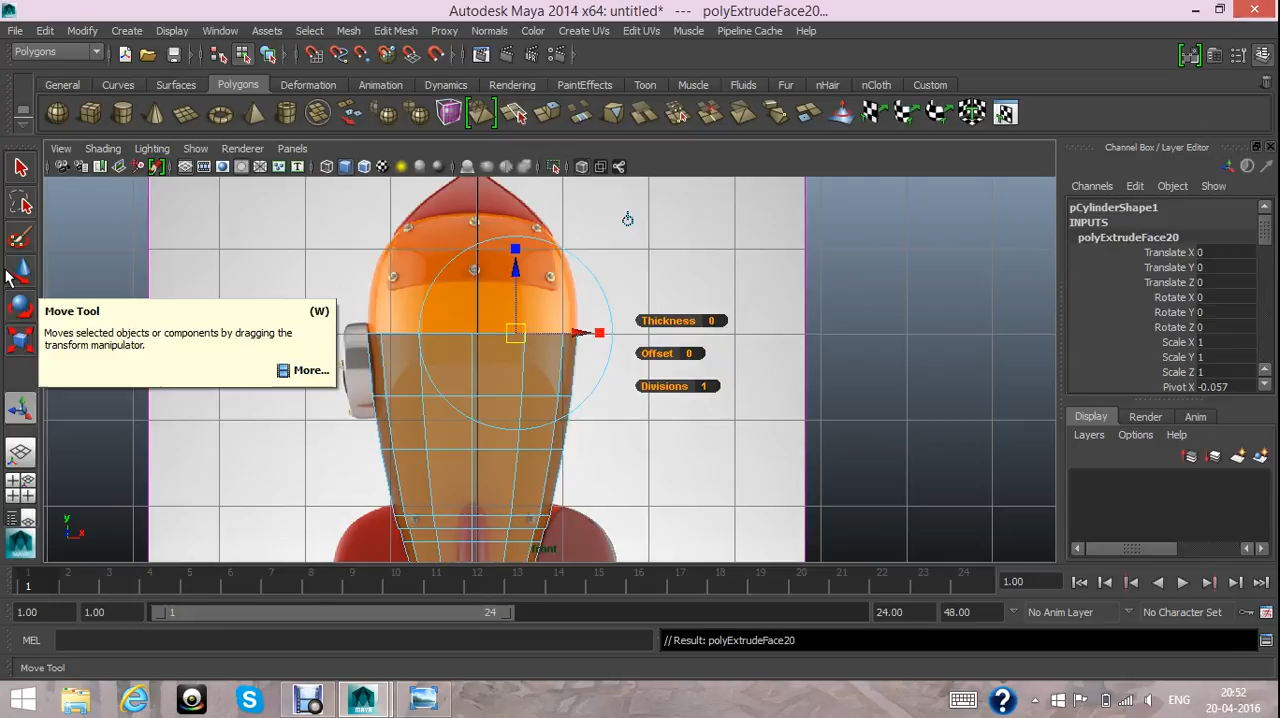 Autodesk Maya 2014 x64: untitled* --- polyExtrudeFace20...
File Edit Modify Create Display Window Assets Select Mesh Edit Mesh Proxy Normals Color Create UVs Edit UVs Muscle Pipeline Cache Help
Polygons
General Curves Surfaces Polygons Deformation Animation Dynamics Rendering PaintEffects Toon Muscle Fluids Fur nHair nCloth Custom
View Shading Lighting Show Renderer Panels
Channel Box / Layer Editor
Channels Edit Object Show
pCylinderShape1
INPUTS
polyExtrudeFace20
Translate X 0
Translate Y 0
Translate Z 0
Rotate X 0
Rotate Y 0
Rotate Z 0
Scale X 1
Scale Y 1
Scale Z 1
Pivot X -0.057
Move Tool (W)
Moves selected objects or components by dragging the
transform manipulator.
More...
Thickness 0
Offset 0
Divisions 1
Display Render Anim
Layers Options Help
y
x
front
1 2 3 4 5 6 7 8 9 10 11 12 13 14 15 16 17 18 19 20 21 22 23 24
1
1.00
1.00 1.00 1 24 24.00 48.00 No Anim Layer No Character Set
MEL // Result: polyExtrudeFace20
Move Tool
MAYA
ENG
20:52
20-04-2016